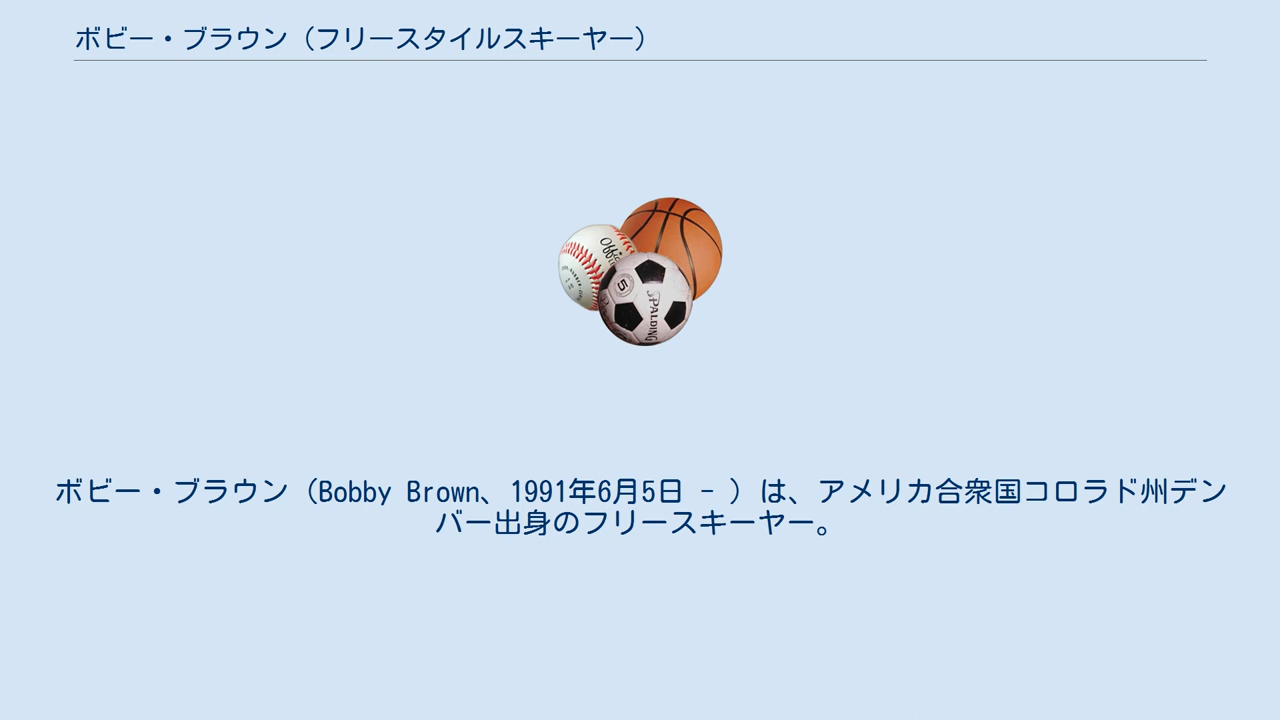 ボビー・ブラウン（フリースタイルスキーヤー）
Offic
5
SPALDING
ボビー・ブラウン（Bobby Brown、1991年6月5日 - ）は、アメリカ合衆国コロラド州デン
バー出身のフリースキーヤー。